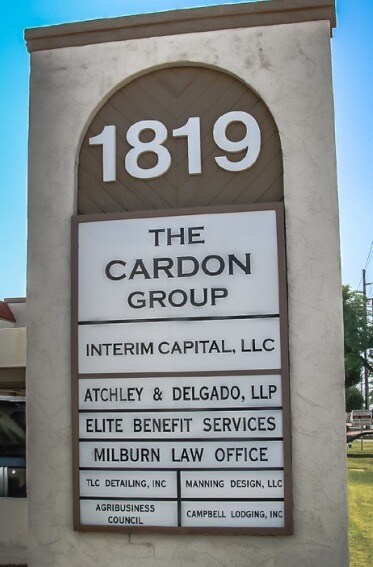 1819
THE
CARDON
GROUP
INTERIM CAPITAL, LLC
ATCHLEY & DELGADO, LLP
ELITE BENEFIT SERVICES
MILBURN LAW OFFICE
TLC DETAILING, INC
MANNING DESIGN, LLC
AGRIBUSINESS
COUNCIL
CAMPBELL LODGING, INC